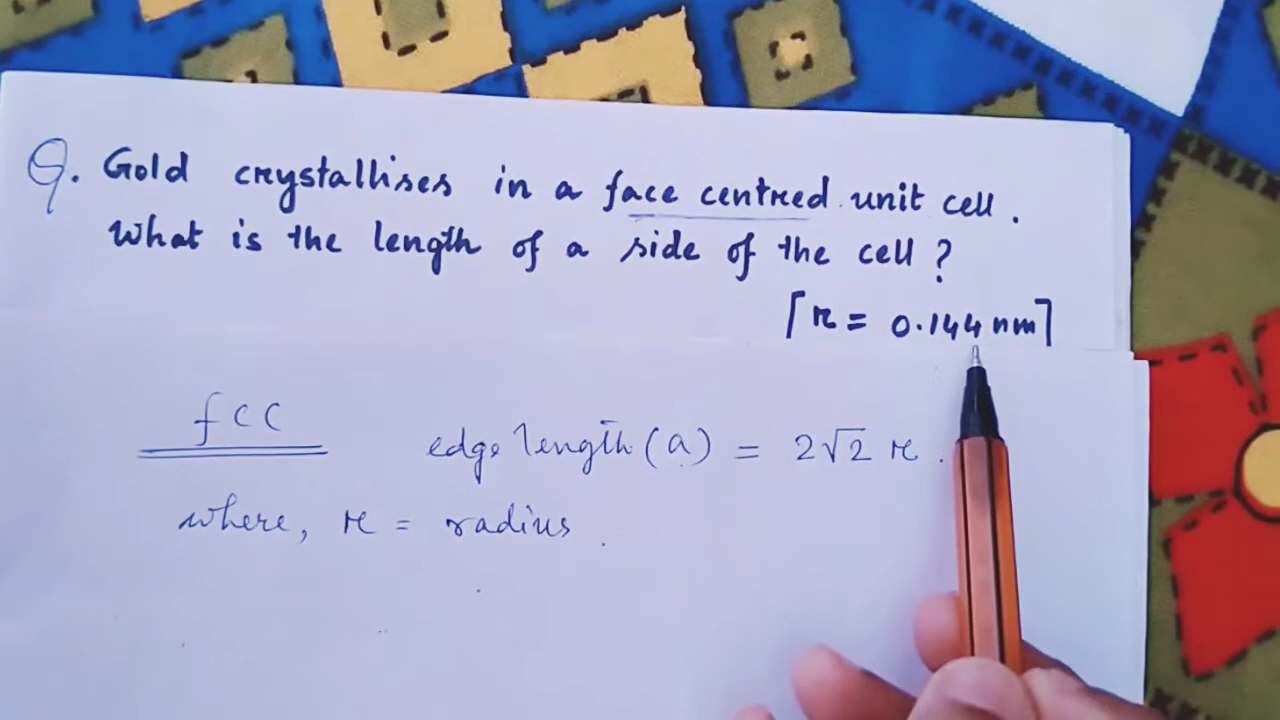 Q. Gold crystallises in a face centred unit cell.
What is the length of a side of the cell?
[r = 0.144 nm]
fcc
edge length (a) = 2√2 r.
where, r = radius.